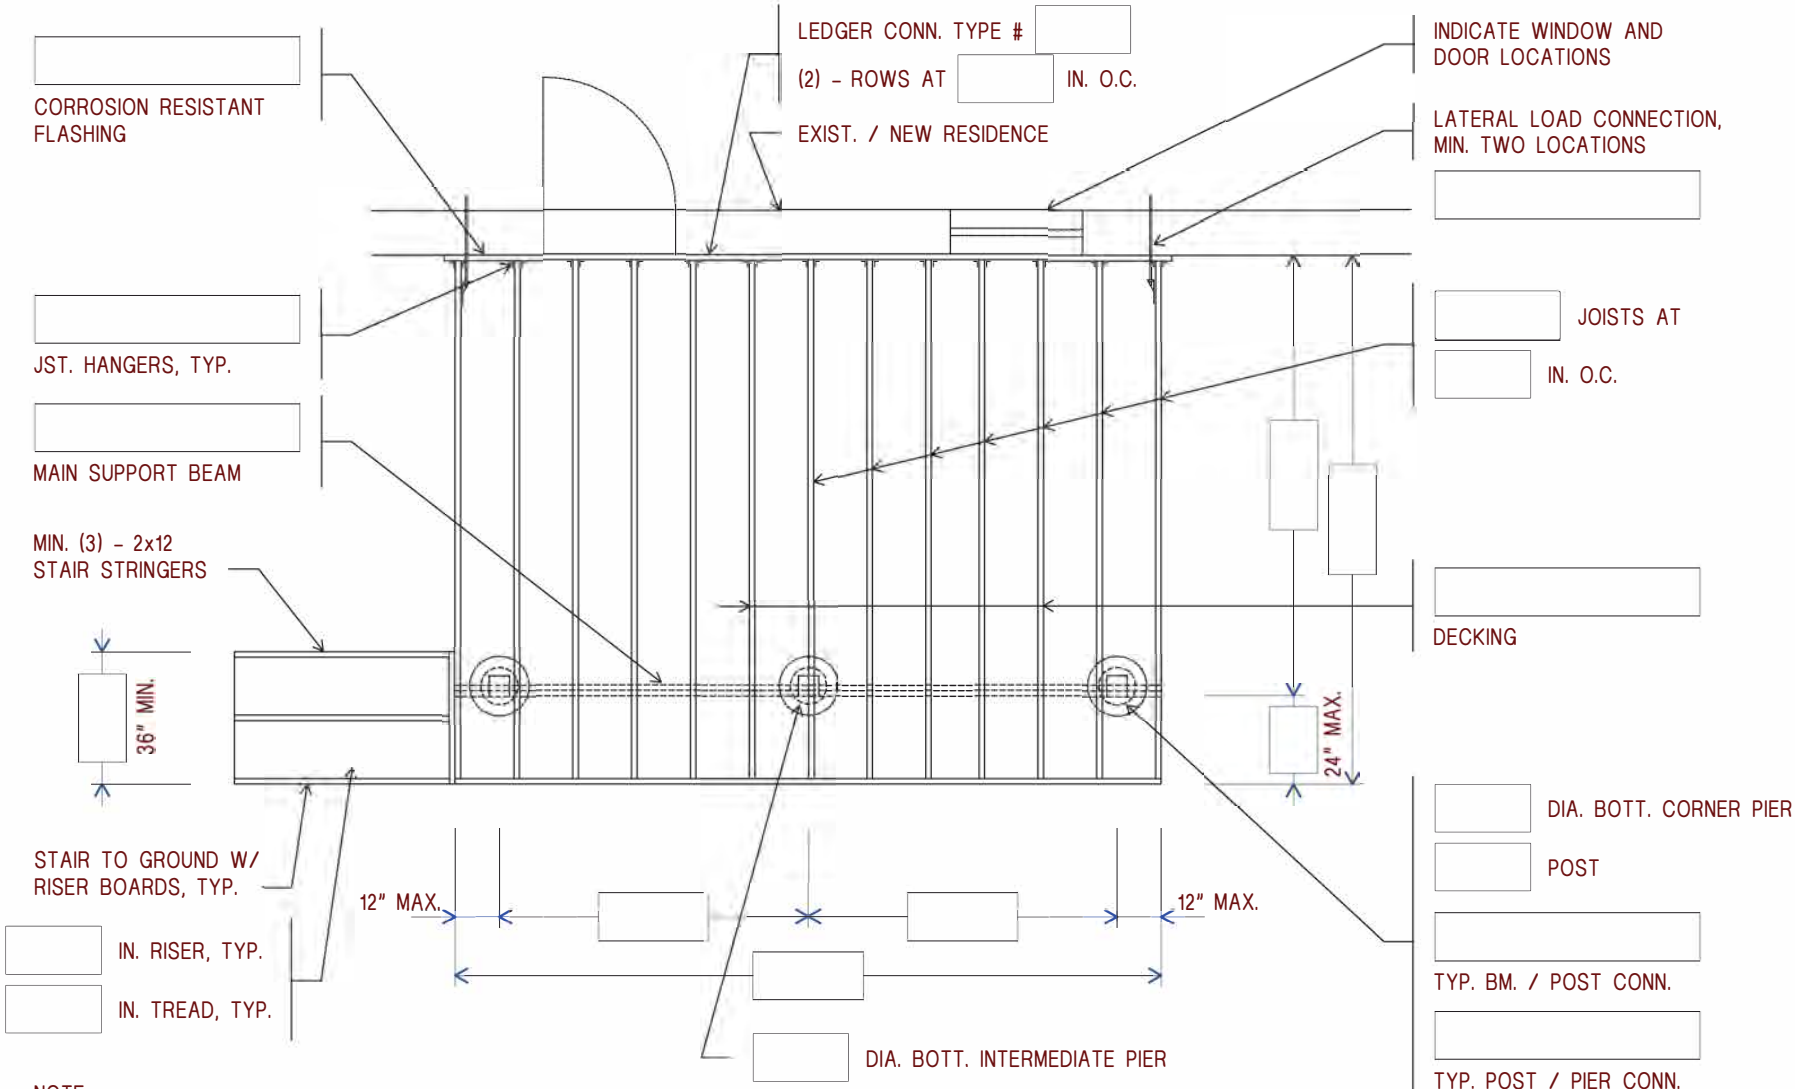 LEDGER CONN. TYPE #
(2) - ROWS AT IN. O.C.
EXIST. / NEW RESIDENCE
INDICATE WINDOW AND
DOOR LOCATIONS
CORROSION RESISTANT
FLASHING
LATERAL LOAD CONNECTION,
MIN. TWO LOCATIONS
JST. HANGERS, TYP.
JOISTS AT
IN. O.C.
MAIN SUPPORT BEAM
MIN. (3) - 2x12
STAIR STRINGERS
DECKING
36" MIN.
24" MAX.
STAIR TO GROUND W/
RISER BOARDS, TYP.
12" MAX.
12" MAX.
IN. RISER, TYP.
IN. TREAD, TYP.
DIA. BOTT. INTERMEDIATE PIER
DIA. BOTT. CORNER PIER
POST
TYP. BM. / POST CONN.
TYP. POST / PIER CONN.
NOTE